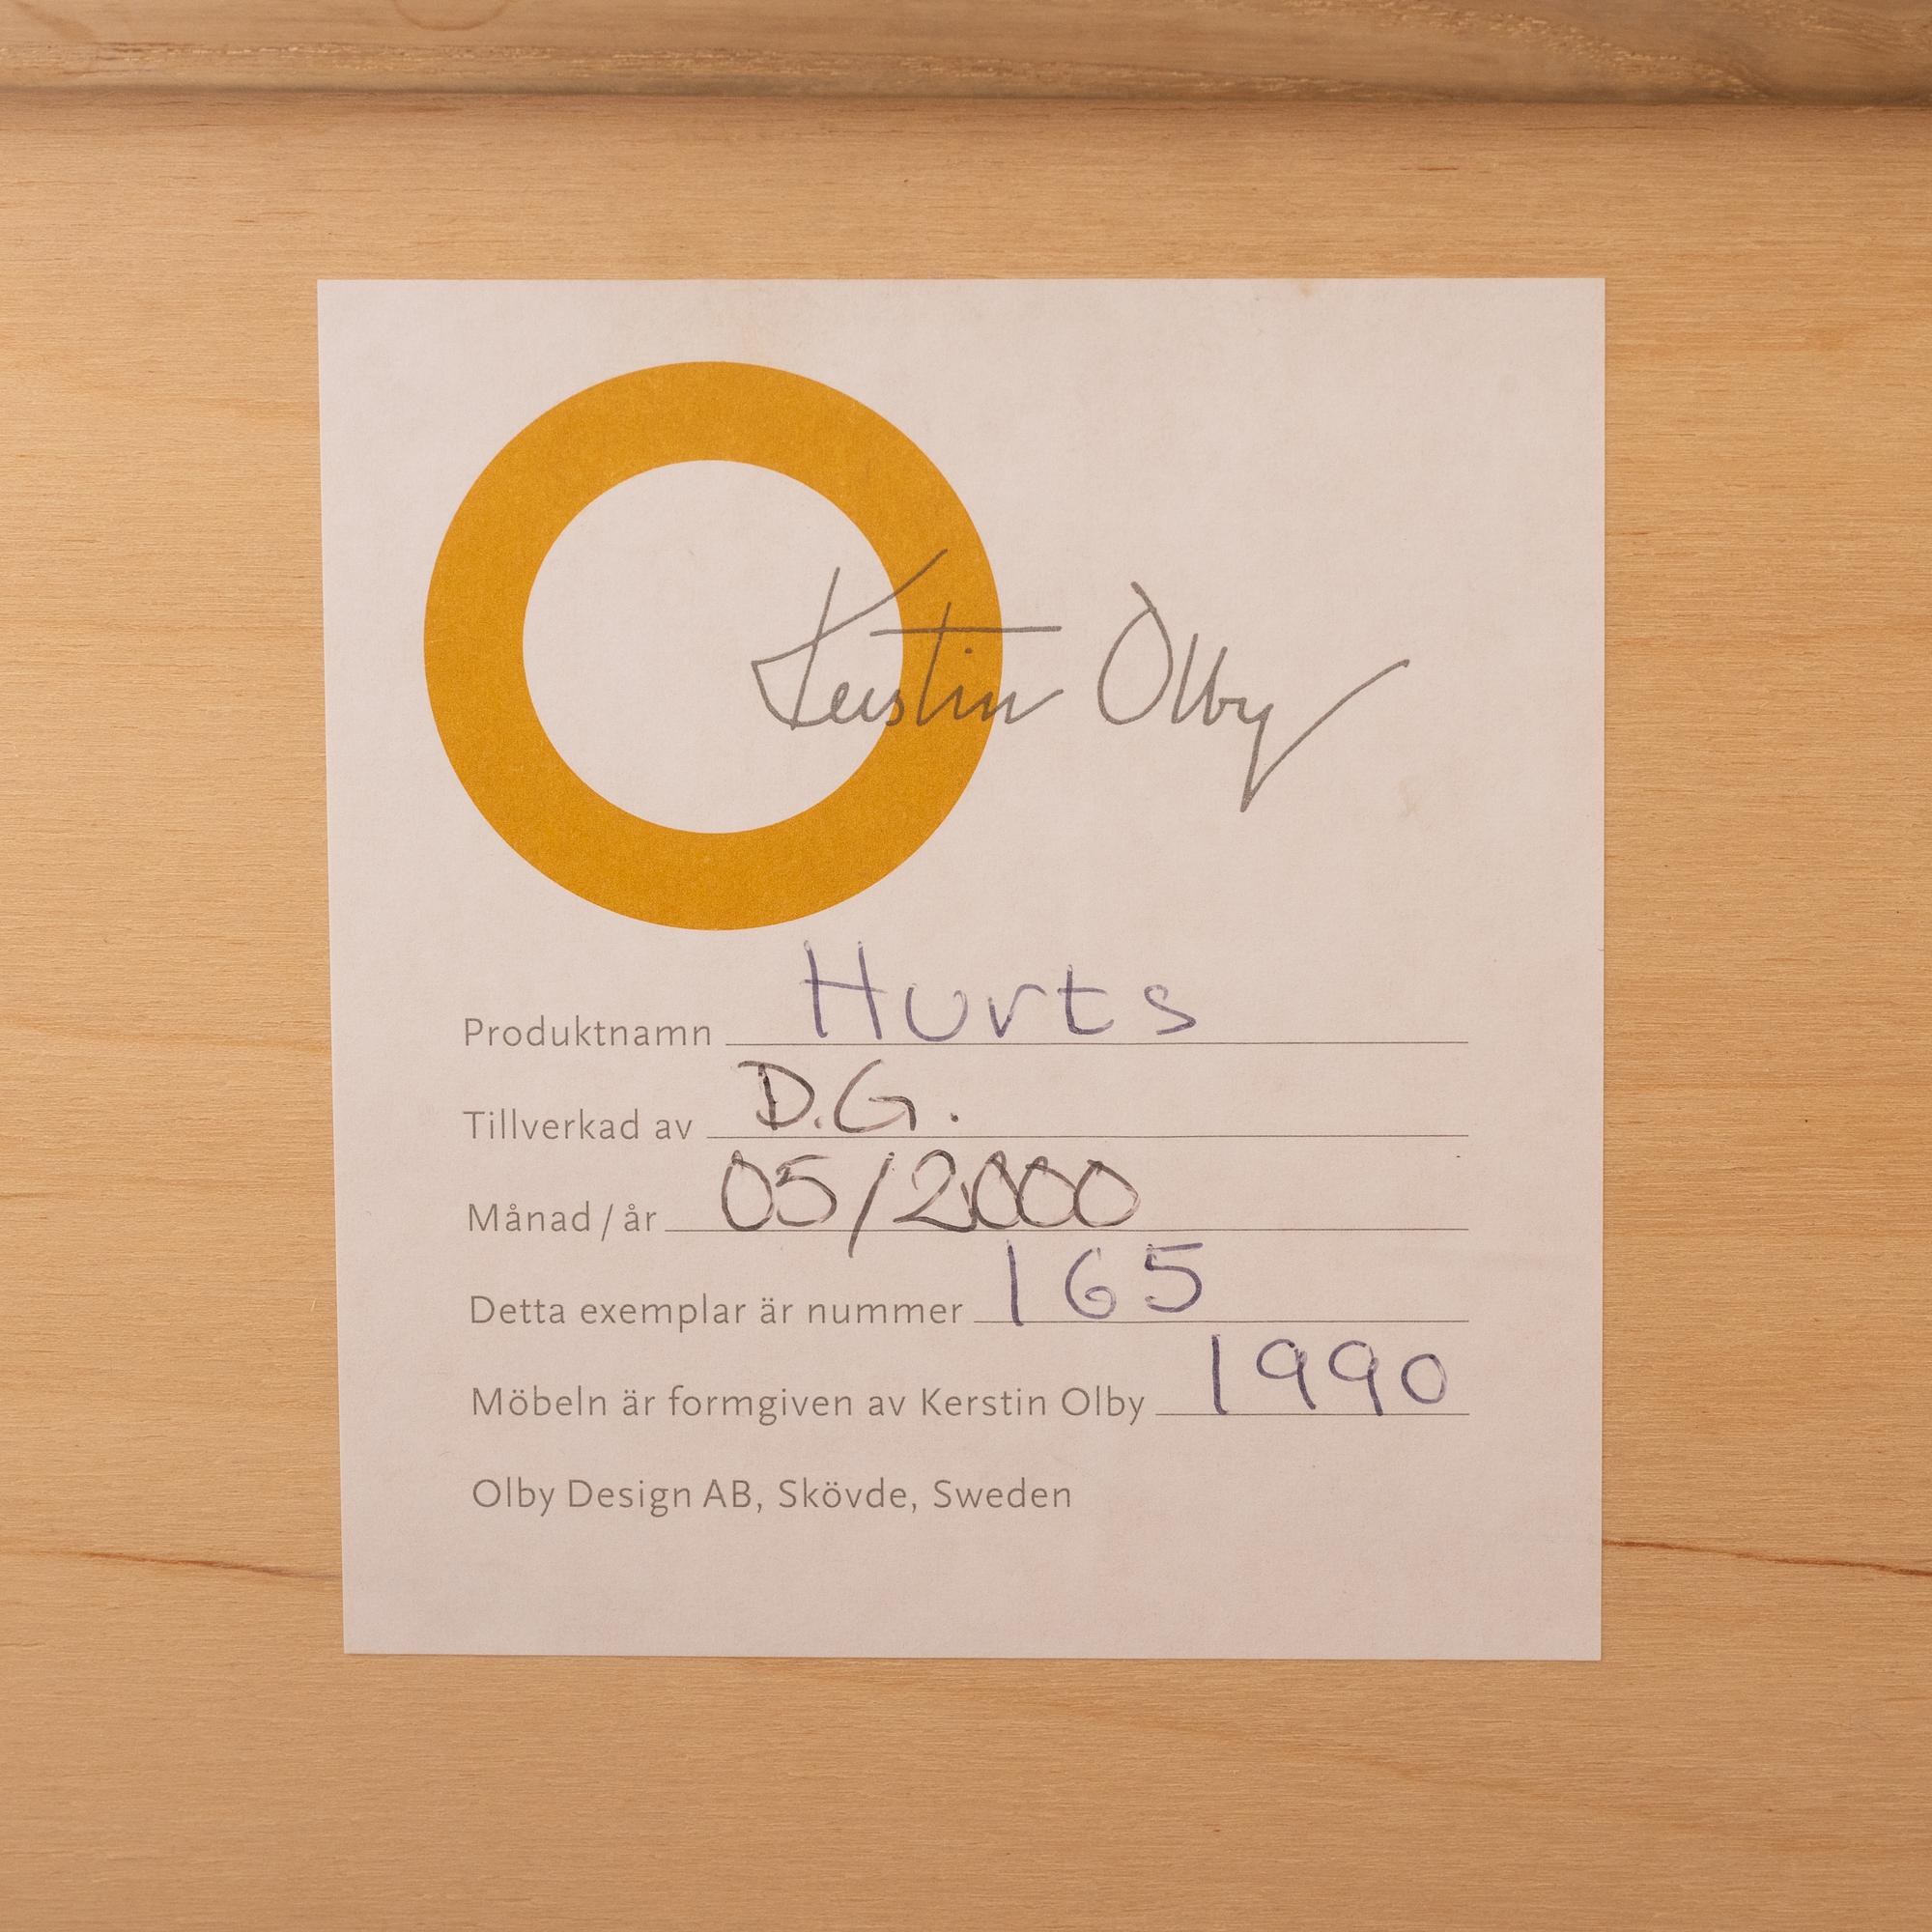 Kerstin Olby
Produktnamn Hurts
Tillverkad av D.G.
Månad / år 05/2000
Detta exemplar är nummer 165
Möbeln är formgiven av Kerstin Olby 1990
Olby Design AB, Skövde, Sweden